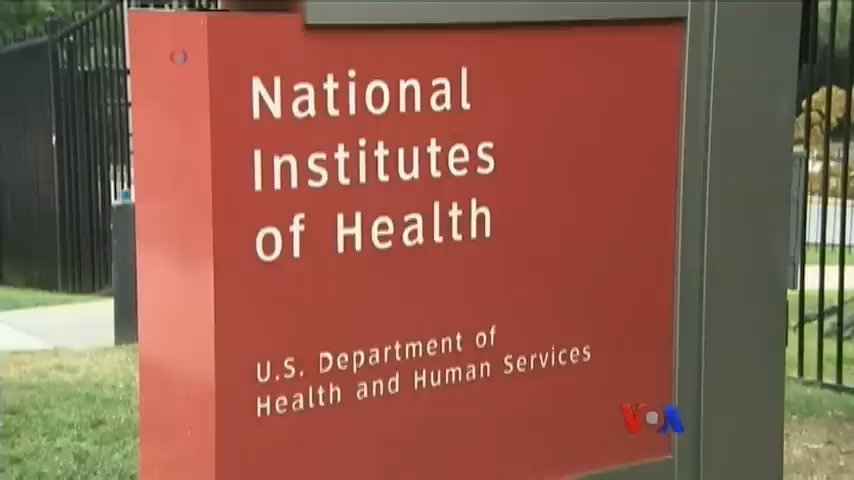 National
Institutes
of Health
U.S. Department of
Health and Human Services
VOA